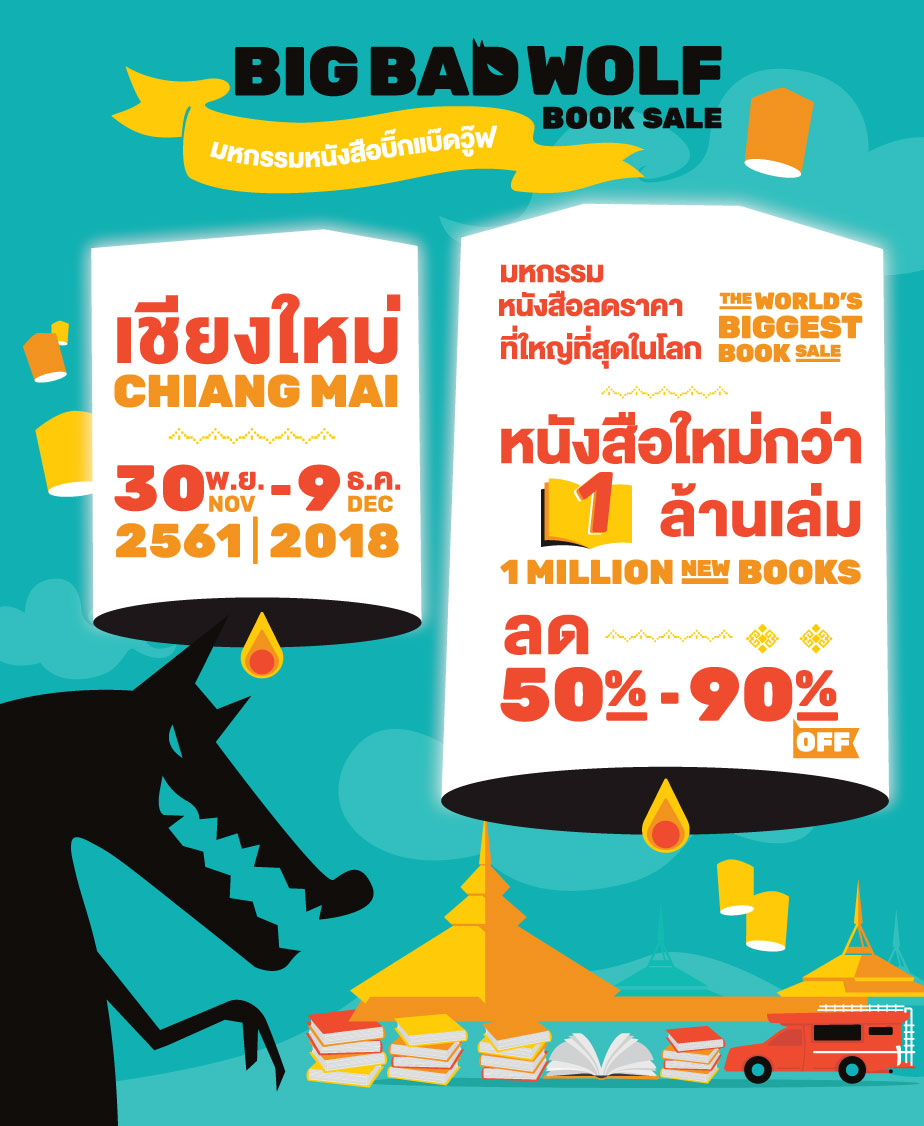 BIG BAD WOLF
BOOK SALE
มหกรรมหนังสือบิ๊กแบ๊ดวู๊ฟ
เชียงใหม่
CHIANG MAI
30 พ.ย. NOV - 9 ธ.ค. DEC
2561 | 2018
มหกรรม
หนังสือลดราคา
ที่ใหญ่ที่สุดในโลก
THE WORLD'S
BIGGEST
BOOK SALE
หนังสือใหม่กว่า
1 ล้านเล่ม
1 MILLION NEW BOOKS
ลด
50% - 90%
OFF